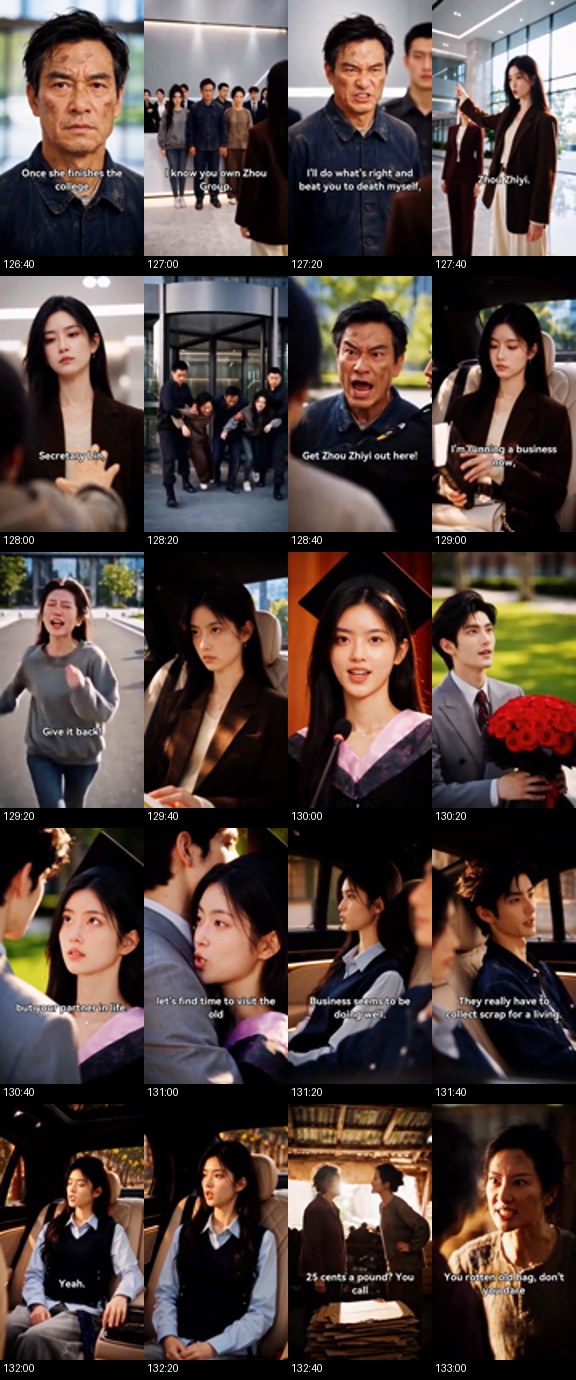 Once she finishes the
college,
I know you own Zhou
Group.
I'll do what's right and
beat you to death myself,
Zhou Zhiyi.
126:40
127:00
127:20
127:40
Secretary Lin,
Get Zhou Zhiyi out here!
I'm running a business
now,
128:00
128:20
128:40
129:00
Give it back!
129:20
129:40
130:00
130:20
but your partner in life.
let's find time to visit the
old
Business seems to be
doing well.
They really have to
collect scrap for a living.
130:40
131:00
131:20
131:40
Yeah.
25 cents a pound? You
call
You rotten old hag, don't
you dare
132:00
132:20
132:40
133:00